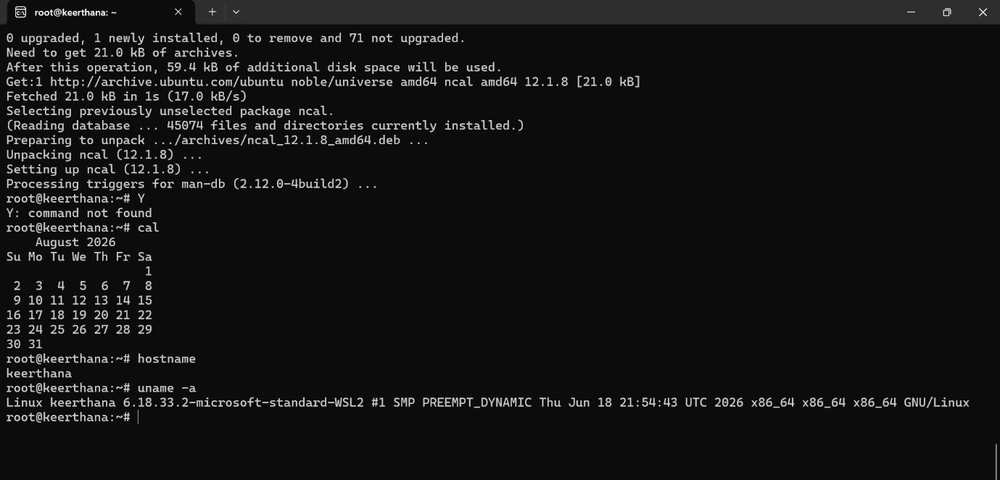 root@keerthana: ~
0 upgraded, 1 newly installed, 0 to remove and 71 not upgraded.
Need to get 21.0 kB of archives.
After this operation, 59.4 kB of additional disk space will be used.
Get:1 http://archive.ubuntu.com/ubuntu noble/universe amd64 ncal amd64 12.1.8 [21.0 kB]
Fetched 21.0 kB in 1s (17.0 kB/s)
Selecting previously unselected package ncal.
(Reading database ... 45074 files and directories currently installed.)
Preparing to unpack .../archives/ncal_12.1.8_amd64.deb ...
Unpacking ncal (12.1.8) ...
Setting up ncal (12.1.8) ...
Processing triggers for man-db (2.12.0-4build2) ...
root@keerthana:~# Y
Y: command not found
root@keerthana:~# cal
    August 2026
Su Mo Tu We Th Fr Sa
                   1
 2  3  4  5  6  7  8
 9 10 11 12 13 14 15
16 17 18 19 20 21 22
23 24 25 26 27 28 29
30 31
root@keerthana:~# hostname
keerthana
root@keerthana:~# uname -a
Linux keerthana 6.18.33.2-microsoft-standard-WSL2 #1 SMP PREEMPT_DYNAMIC Thu Jun 18 21:54:43 UTC 2026 x86_64 x86_64 x86_64 GNU/Linux
root@keerthana:~#